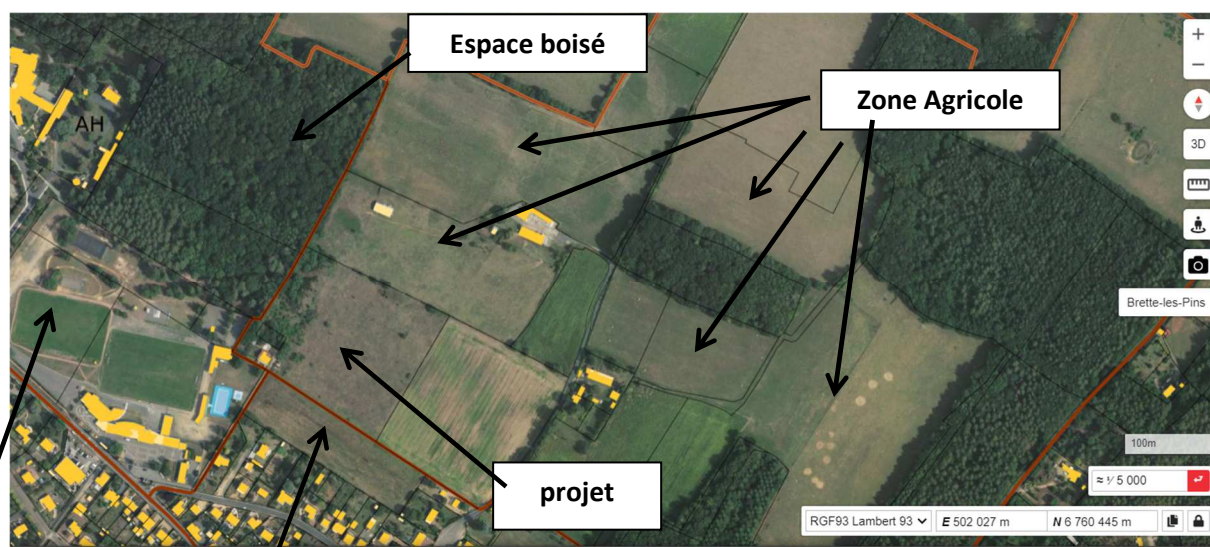 Espace boisé
Zone Agricole
AH
3D
Brette-les-Pins
projet
100m
≈ ¹⁄ 5 000
RGF93 Lambert 93 E 502 027 m N 6 760 445 m